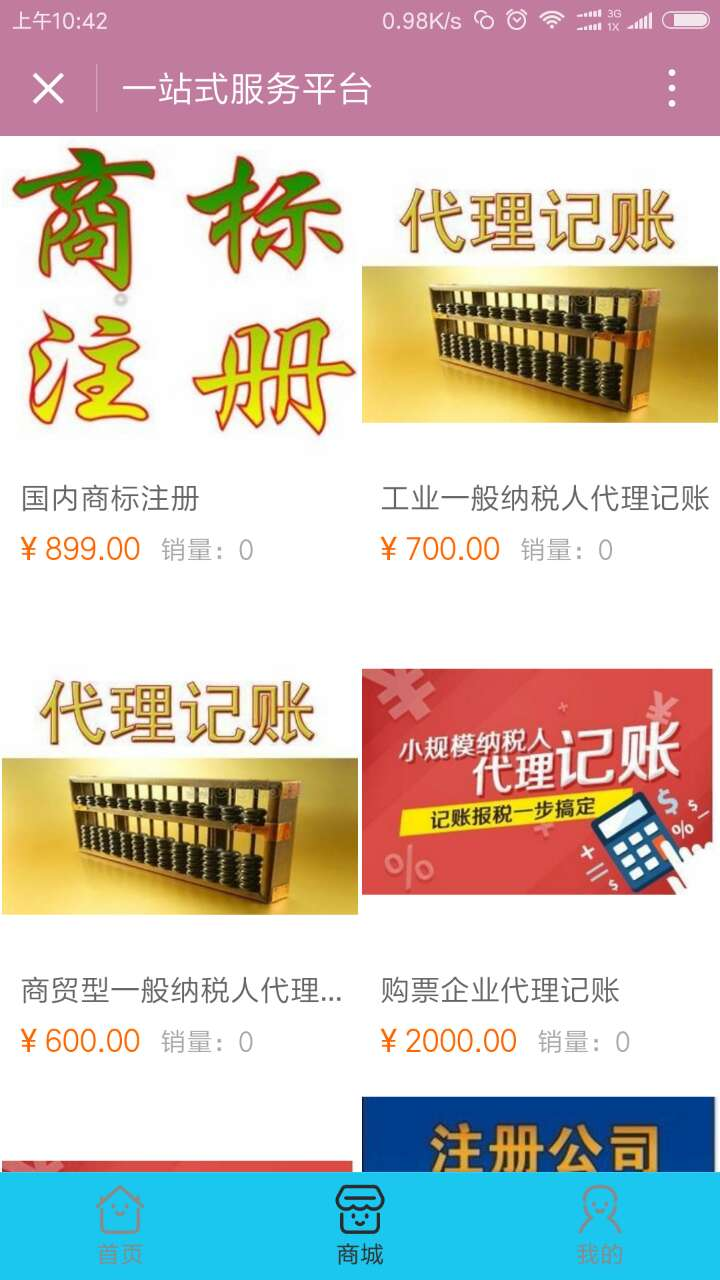 上午10:42
0.98K/s
3G
1X
一站式服务平台
商标
注册
代理记账
国内商标注册
¥ 899.00 销量：0
工业一般纳税人代理记账
¥ 700.00 销量：0
代理记账
小规模纳税人
代理记账
记账报税一步搞定
商贸型一般纳税人代理...
¥ 600.00 销量：0
购票企业代理记账
¥ 2000.00 销量：0
注册公司
首页
商城
我的